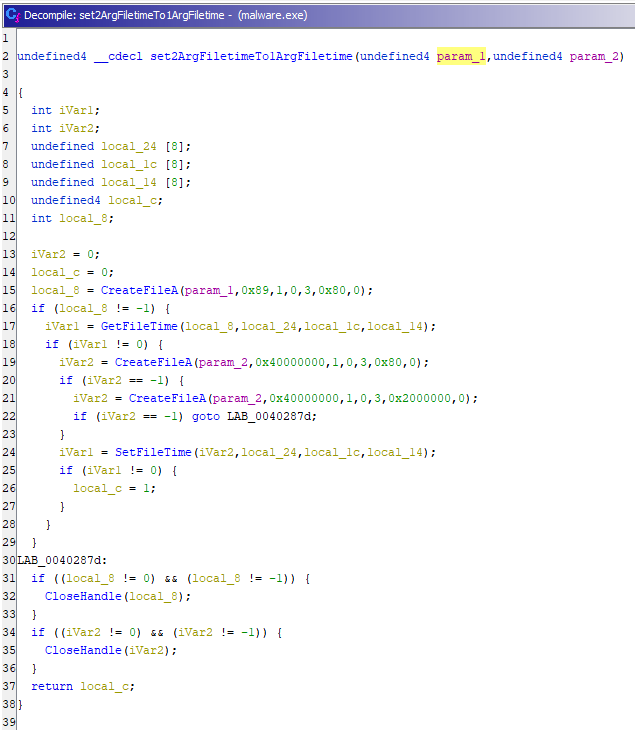 Decompile: set2ArgFiletimeTo1ArgFiletime - (malware.exe)
1
2 undefined4 __cdecl set2ArgFiletimeTo1ArgFiletime(undefined4 param_1,undefined4 param_2)
3
4 {
5   int iVar1;
6   int iVar2;
7   undefined local_24 [8];
8   undefined local_1c [8];
9   undefined local_14 [8];
10   undefined4 local_c;
11   int local_8;
12
13   iVar2 = 0;
14   local_c = 0;
15   local_8 = CreateFileA(param_1,0x89,1,0,3,0x80,0);
16   if (local_8 != -1) {
17     iVar1 = GetFileTime(local_8,local_24,local_1c,local_14);
18     if (iVar1 != 0) {
19       iVar2 = CreateFileA(param_2,0x40000000,1,0,3,0x80,0);
20       if (iVar2 == -1) {
21         iVar2 = CreateFileA(param_2,0x40000000,1,0,3,0x2000000,0);
22         if (iVar2 == -1) goto LAB_0040287d;
23       }
24       iVar1 = SetFileTime(iVar2,local_24,local_1c,local_14);
25       if (iVar1 != 0) {
26         local_c = 1;
27       }
28     }
29   }
30 LAB_0040287d:
31   if ((local_8 != 0) && (local_8 != -1)) {
32     CloseHandle(local_8);
33   }
34   if ((iVar2 != 0) && (iVar2 != -1)) {
35     CloseHandle(iVar2);
36   }
37   return local_c;
38 }
39